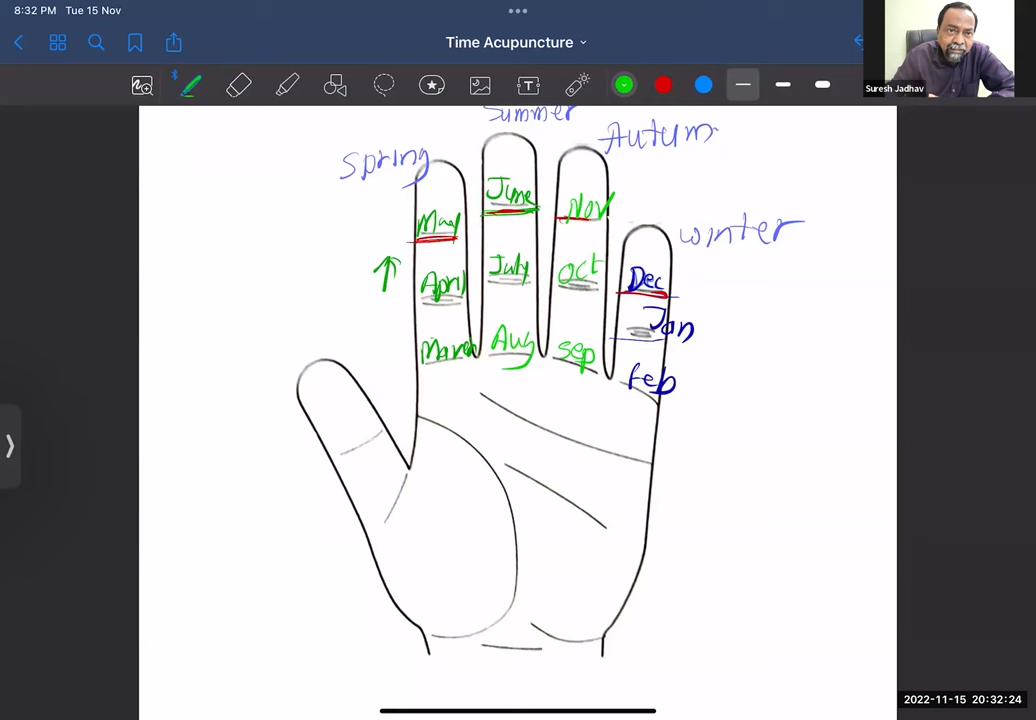 8:32 PM Tue 15 Nov
Time Acupuncture
Suresh Jadhav
Summer
Autum
Spring
winter
June
Nov
May
July
Oct
Dec
April
Jan
March
Aug
Sep
Feb
2022-11-15 20:32:24